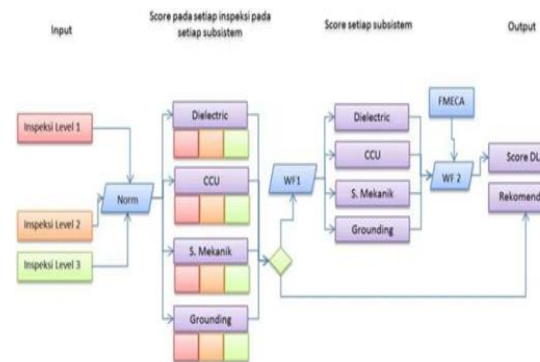 Input
Score pada setiap inspeksi pada
setiap subsistem
Score setiap subsistem
Output
Inspeksi Level 1
Inspeksi Level 2
Inspeksi Level 3
Norm
Dielectric
CCU
S. Mekanik
Grounding
WF1
Dielectric
CCU
S. Mekanik
Grounding
FMECA
WF 2
Score DL
Rekomend